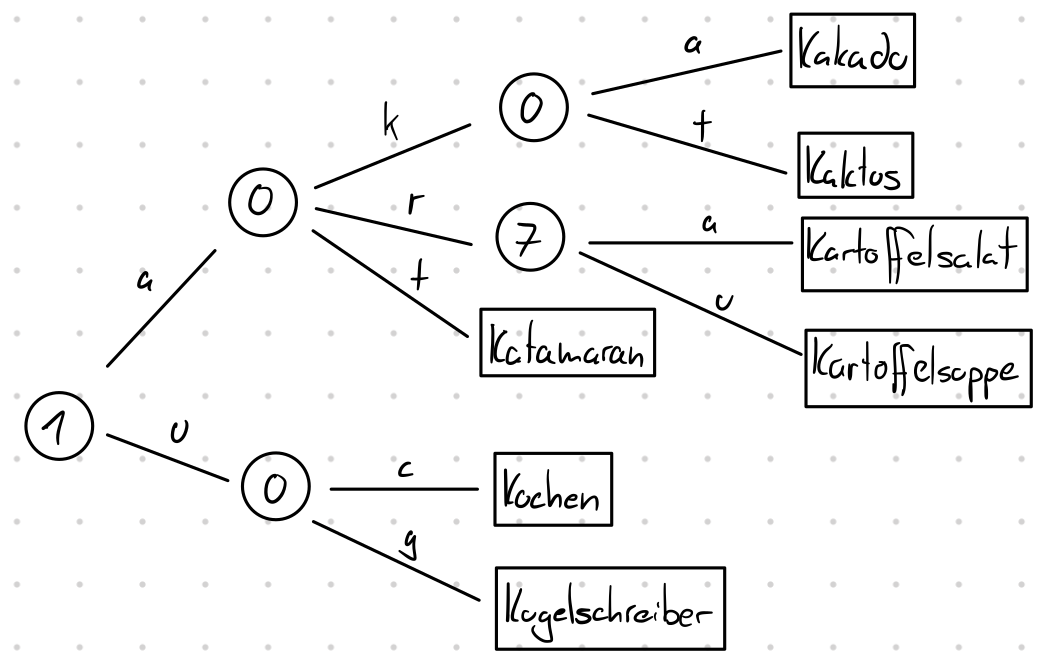 a
Kakadu
k
0
t
Kaktus
0
r
7
a
Kartoffelsalat
a
t
u
Katamaran
Kartoffelsuppe
1
u
0
c
Kuchen
g
Kugelschreiber